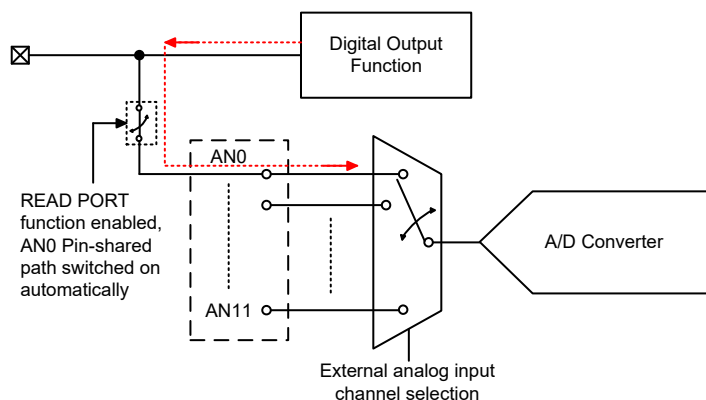 Digital Output
Function
AN0
READ PORT
function enabled,
AN0 Pin-shared
path switched on
automatically
A/D Converter
AN11
External analog input
channel selection